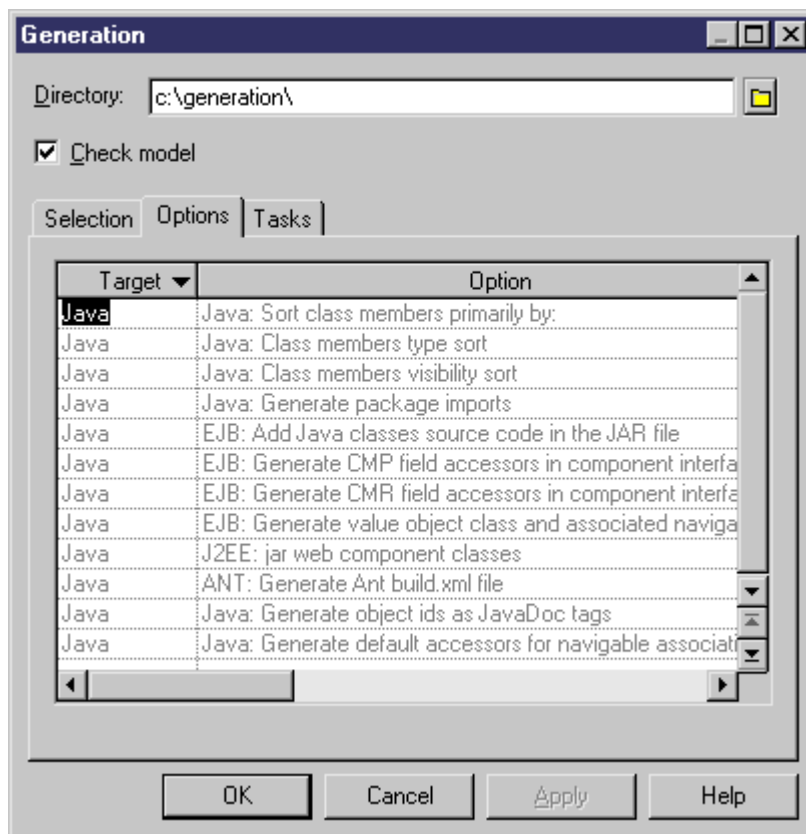 Generation
Directory: c:\generation\
Check model
Selection Options Tasks
Target Option
Java Java: Sort class members primarily by:
Java Java: Class members type sort
Java Java: Class members visibility sort
Java Java: Generate package imports
Java EJB: Add Java classes source code in the JAR file
Java EJB: Generate CMP field accessors in component interfa
Java EJB: Generate CMR field accessors in component interfa
Java EJB: Generate value object class and associated naviga
Java J2EE: jar web component classes
Java ANT: Generate Ant build.xml file
Java Java: Generate object ids as JavaDoc tags
Java Java: Generate default accessors for navigable associati
OK Cancel Apply Help